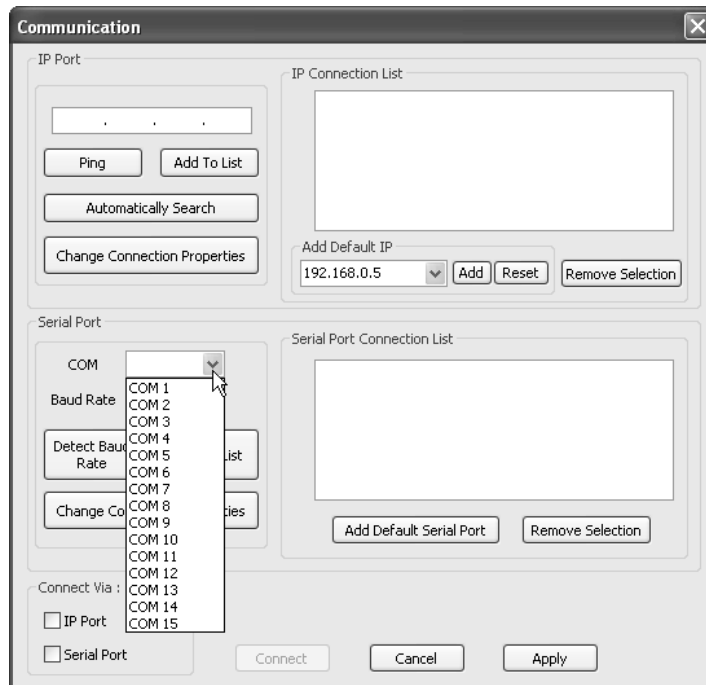 Communication
IP Port
. . .
Ping
Add To List
Automatically Search
Change Connection Properties
IP Connection List
Add Default IP
192.168.0.5
Add
Reset
Remove Selection
Serial Port
COM
Baud Rate
Detect Baud
Rate
List
Change Co
ties
COM 1
COM 2
COM 3
COM 4
COM 5
COM 6
COM 7
COM 8
COM 9
COM 10
COM 11
COM 12
COM 13
COM 14
COM 15
Serial Port Connection List
Add Default Serial Port
Remove Selection
Connect Via :
IP Port
Serial Port
Connect
Cancel
Apply